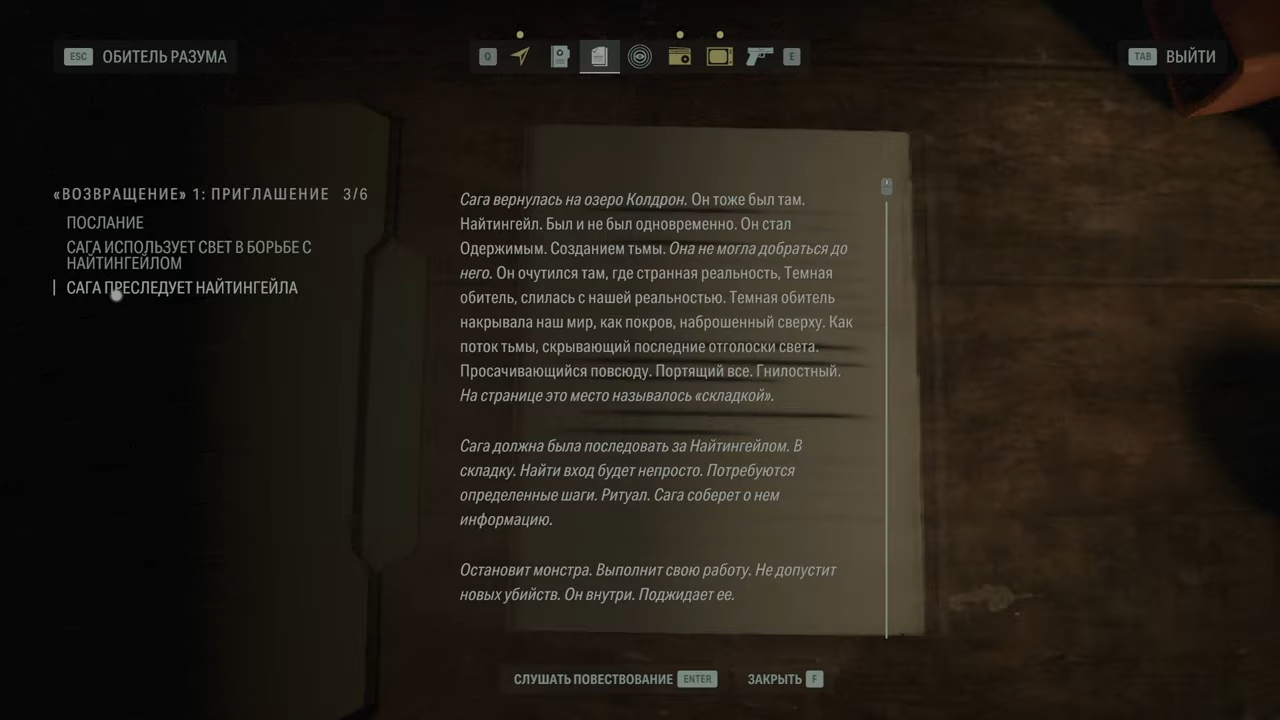 ESC ОБИТЕЛЬ РАЗУМА
Q
E
TAB ВЫЙТИ
«ВОЗВРАЩЕНИЕ» 1: ПРИГЛАШЕНИЕ 3/6
ПОСЛАНИЕ
САГА ИСПОЛЬЗУЕТ СВЕТ В БОРЬБЕ С
НАЙТИНГЕЙЛОМ
САГА ПРЕСЛЕДУЕТ НАЙТИНГЕЙЛА
Сага вернулась на озеро Колдрон. Он тоже был там.
Найтингейл. Был и не был одновременно. Он стал
Одержимым. Созданием тьмы. Она не могла добраться до
него. Он очутился там, где странная реальность, Темная
обитель, слилась с нашей реальностью. Темная обитель
накрывала наш мир, как покров, наброшенный сверху. Как
поток тьмы, скрывающий последние отголоски света.
Просачивающийся повсюду. Портящий все. Гнилостный.
На странице это место называлось «складкой».
Сага должна была последовать за Найтингейлом. В
складку. Найти вход будет непросто. Потребуются
определенные шаги. Ритуал. Сага соберет о нем
информацию.
Остановит монстра. Выполнит свою работу. Не допустит
новых убийств. Он внутри. Поджидает ее.
СЛУШАТЬ ПОВЕСТВОВАНИЕ ENTER ЗАКРЫТЬ F